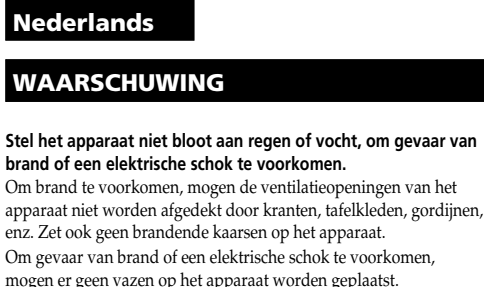 Nederlands
WAARSCHUWING
Stel het apparaat niet bloot aan regen of vocht, om gevaar van
brand of een elektrische schok te voorkomen.
Om brand te voorkomen, mogen de ventilatieopeningen van het
apparaat niet worden afgedekt door kranten, tafelkleden, gordijnen,
enz. Zet ook geen brandende kaarsen op het apparaat.
Om gevaar van brand of een elektrische schok te voorkomen,
mogen er geen vazen op het apparaat worden geplaatst.